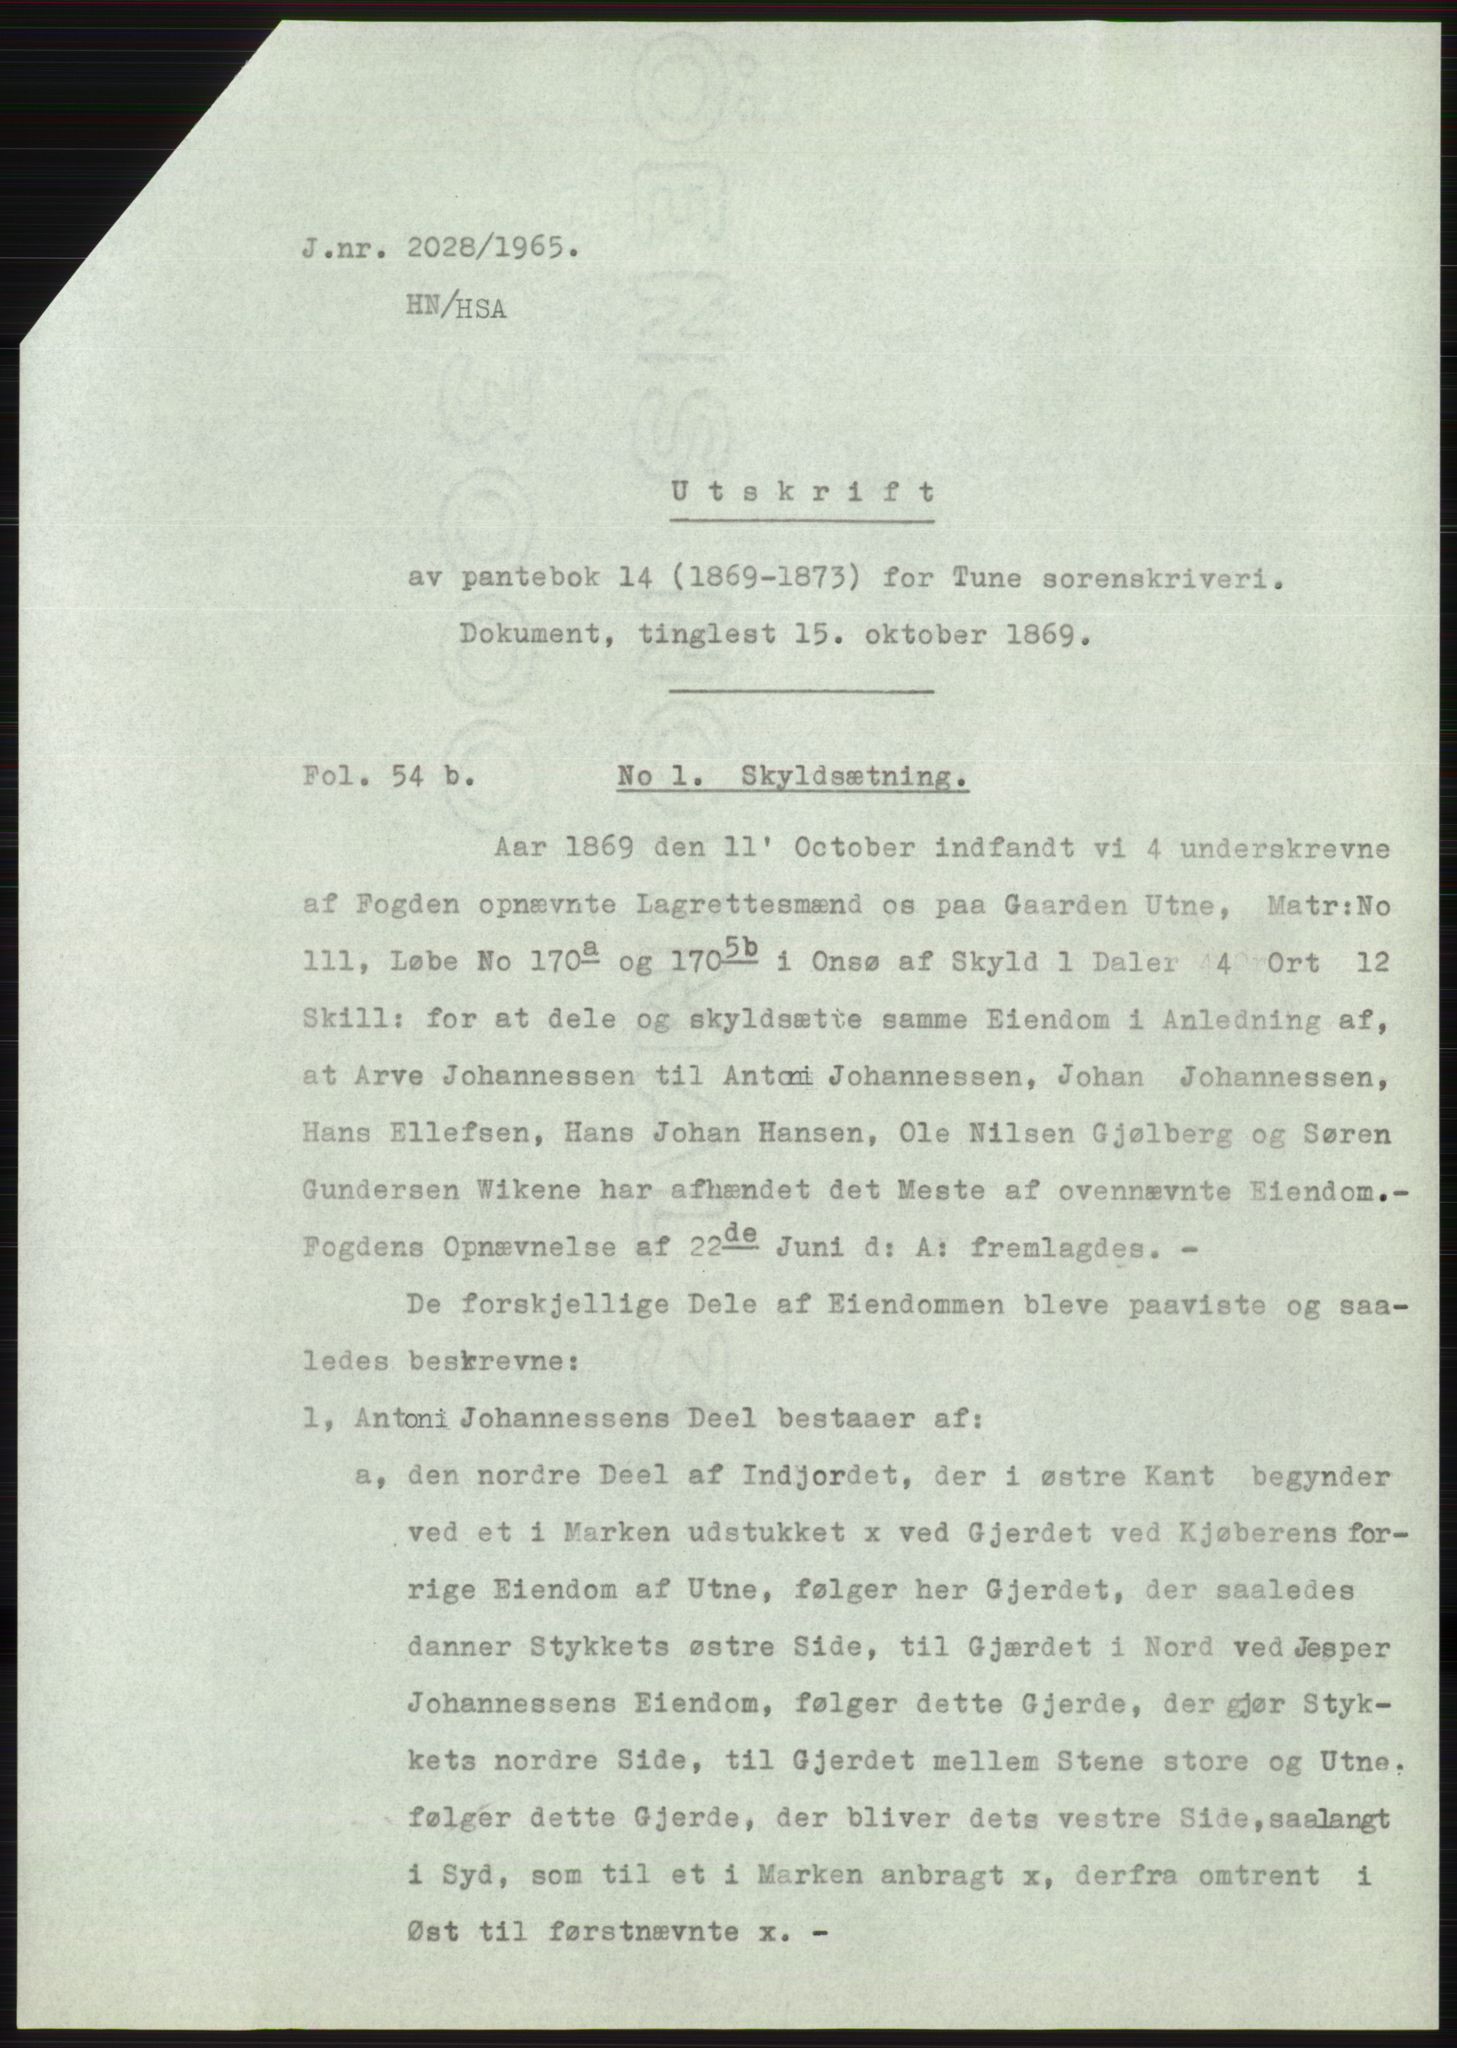 J.nr. 2028/1965.
HN/HSA
Utskrift
av pantebok 14 (1869-1873) for Tune sorenskriveri.
Dokument, tinglest 15. oktober 1869.
Fol. 54 b. No 1. Skyldsætning.
Aar 1869 den 11' October indfandt vi 4 underskrevne
af Fogden opnævnte Lagrettesmænd os paa Gaarden Utne, Matr:No
111, Løbe No 170a og 1705b i Onsø af Skyld 1 Daler 4 Ort 12
Skill: for at dele og skyldsætte samme Eiendom i Anledning af,
at Arve Johannessen til Antoni Johannessen, Johan Johannessen,
Hans Ellefsen, Hans Johan Hansen, Ole Nilsen Gjølberg og Søren
Gundersen Wikene har afhændet det Meste af ovennævnte Eiendom.-
Fogdens Opnævnelse af 22de Juni d: A: fremlagdes. -
De forskjellige Dele af Eiendommen bleve paaviste og saa-
ledes beskrevne:
1, Antoni Johannessens Deel bestaaer af:
a, den nordre Deel af Indjordet, der i østre Kant begynder
ved et i Marken udstukket x ved Gjerdet ved Kjøberens for-
rige Eiendom af Utne, følger her Gjerdet, der saaledes
danner Stykkets østre Side, til Gjærdet i Nord ved Jesper
Johannessens Eiendom, følger dette Gjerde, der gjør Styk-
kets nordre Side, til Gjerdet mellem Stene store og Utne.
følger dette Gjerde, der bliver dets vestre Side, saalangt
i Syd, som til et i Marken anbragt x, derfra omtrent i
Øst til førstnævnte x. -